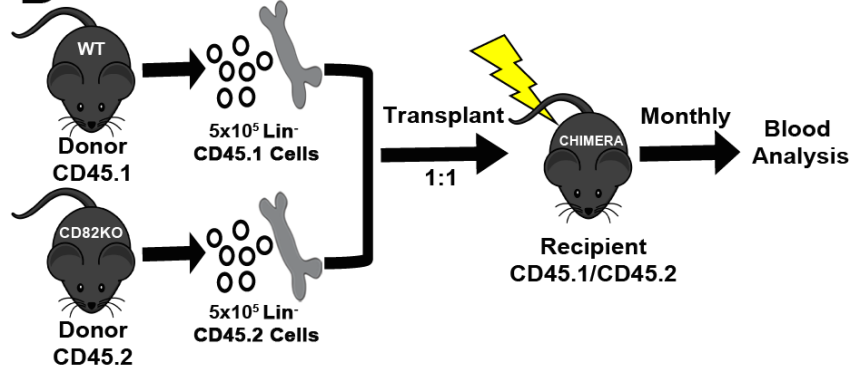 WT
Donor
CD45.1
5x10⁵ Lin⁻
CD45.1 Cells
CD82KO
Donor
CD45.2
5x10⁵ Lin⁻
CD45.2 Cells
Transplant
1:1
CHIMERA
Recipient
CD45.1/CD45.2
Monthly
Blood
Analysis